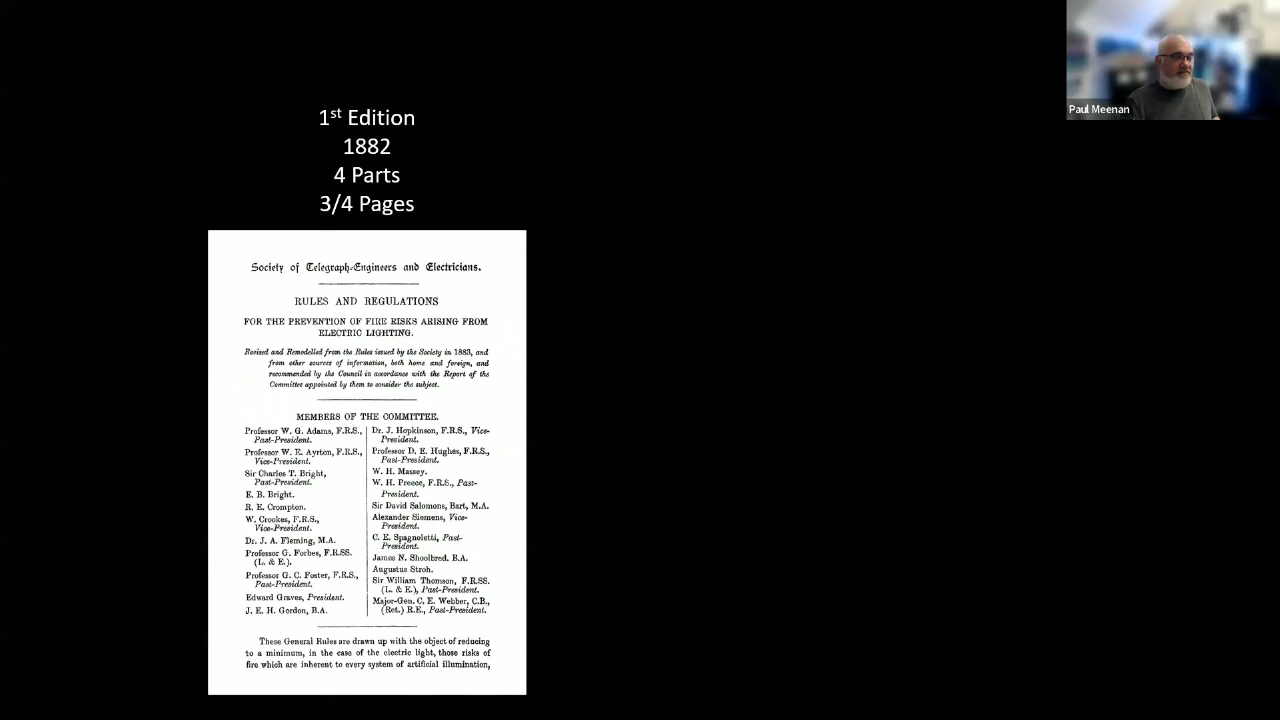 1st Edition
1882
4 Parts
3/4 Pages
Paul Meenan
Society of Telegraph-Engineers and Electricians.
RULES AND REGULATIONS
FOR THE PREVENTION OF FIRE RISKS ARISING FROM
ELECTRIC LIGHTING.
Revised and Remodelled from the Rules issued by the Society in 1883, and
from other sources of information, both home and foreign, and
recommended by the Council in accordance with the Report of the
Committee appointed by them to consider the subject.
MEMBERS OF THE COMMITTEE.
Professor W. G. Adams, F.R.S.,
Past-President.
Professor W. E. Ayrton, F.R.S.,
Vice-President.
Sir Charles T. Bright,
Past-President.
E. B. Bright.
R. E. Crompton.
W. Crookes, F.R.S.,
Vice-President.
Dr. J. A. Fleming, M.A.
Professor G. Forbes, F.R.SS.
(L. & E.).
Professor G. C. Foster, F.R.S.,
Past-President.
Edward Graves, President.
J. E. H. Gordon, B.A.
Dr. J. Hopkinson, F.R.S., Vice-
President.
Professor D. E. Hughes, F.R.S.,
Past-President.
W. H. Massey.
W. H. Preece, F.R.S., Past-
President.
Sir David Salomons, Bart, M.A.
Alexander Siemens, Vice-
President.
C. E. Spagnoletti, Past-
President.
James N. Shoolbred. B.A.
Augustus Stroh.
Sir William Thomson, F.R.SS.
(L. & E.), Past-President.
Major-Gen. C. E. Webber, C.B.,
(Ret.) R.E., Past-President.
These General Rules are drawn up with the object of reducing
to a minimum, in the case of the electric light, those risks of
fire which are inherent to every system of artificial illumination,